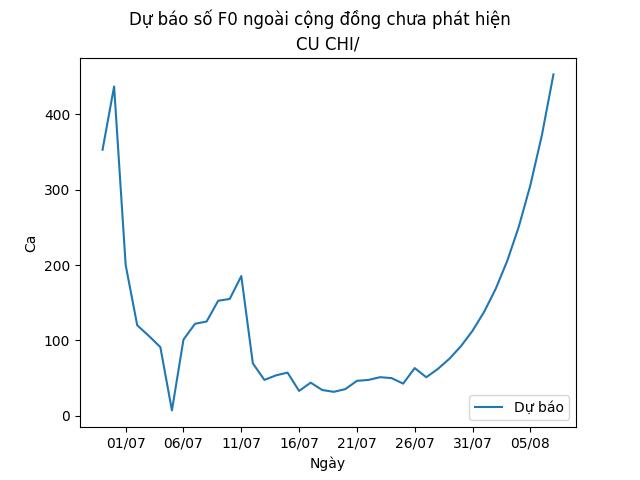 Dự báo số F0 ngoài cộng đồng chưa phát hiện
CU CHI/
400
300
200
100
0
Ca
Dự báo
01/07 06/07 11/07 16/07 21/07 26/07 31/07 05/08
Ngày